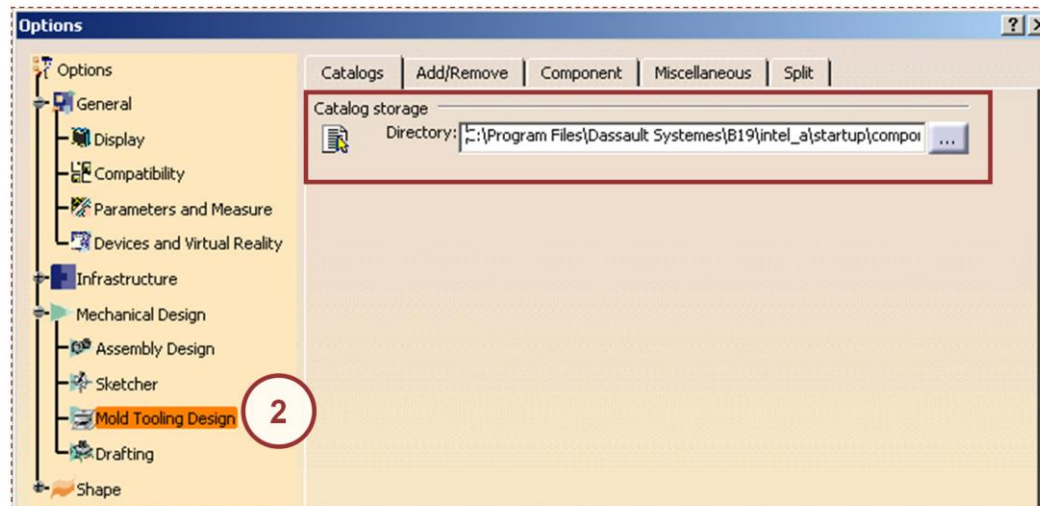 Options
Options
General
Display
Compatibility
Parameters and Measure
Devices and Virtual Reality
Infrastructure
Mechanical Design
Assembly Design
Sketcher
Mold Tooling Design
2
Drafting
Shape
Catalogs Add/Remove Component Miscellaneous Split
Catalog storage
Directory: C:\Program Files\Dassault Systemes\B19\intel_a\startup\compor ...